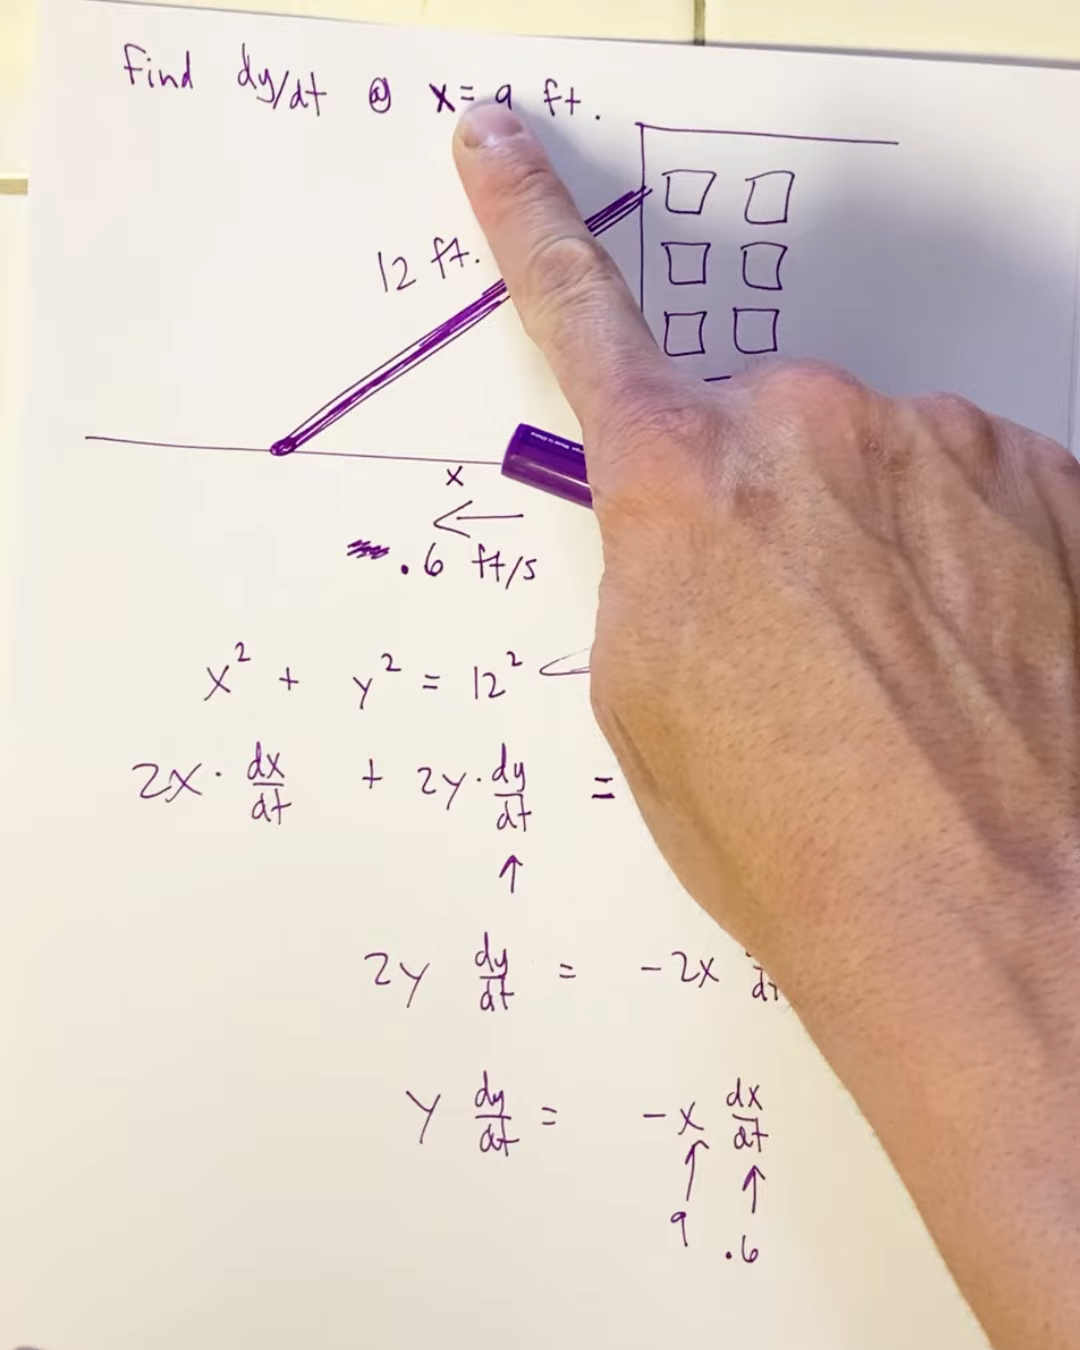 find dy/dt @ x= 9 ft.
12 ft.
x
.6 ft/s
x² + y² = 12²
2x · dx/dt + 2y · dy/dt =
2y dy/dt = -2x
y dy/dt = -x dx/dt
9 .6